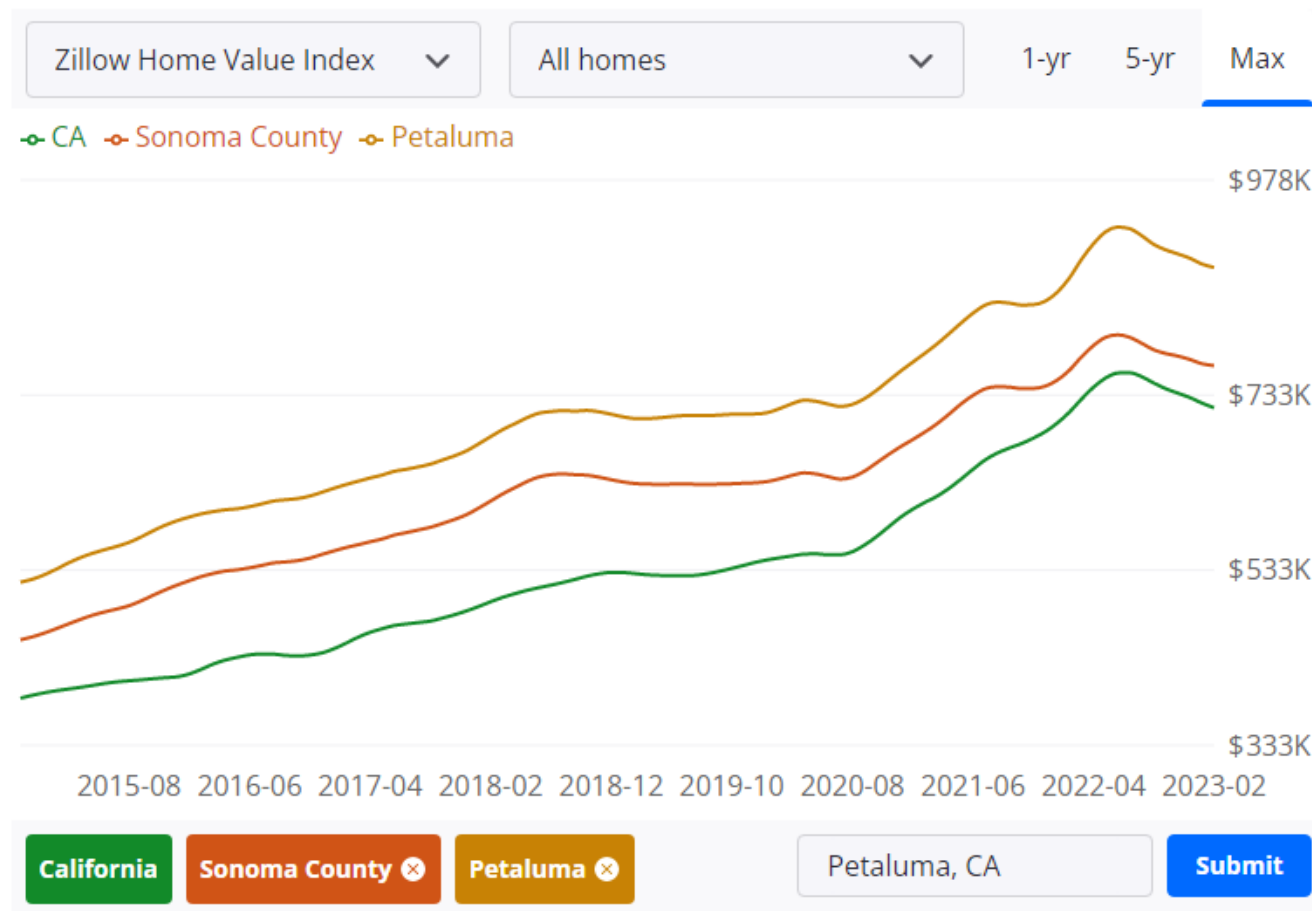 Zillow Home Value Index All homes 1-yr 5-yr Max
CA Sonoma County Petaluma
$978K
$733K
$533K
$333K
2015-08 2016-06 2017-04 2018-02 2018-12 2019-10 2020-08 2021-06 2022-04 2023-02
California Sonoma County Petaluma Petaluma, CA Submit